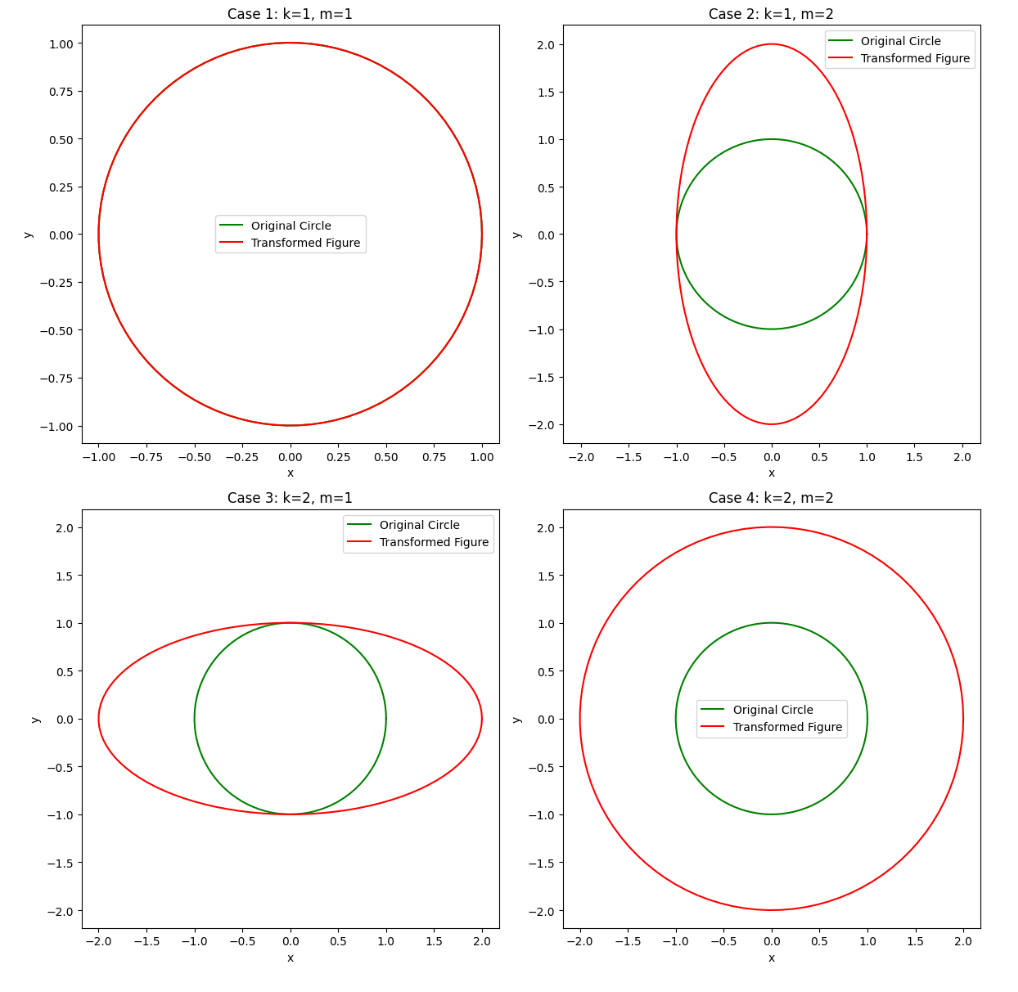 Case 1: k=1, m=1
1.00
0.75
0.50
0.25
0.00
−0.25
−0.50
−0.75
−1.00
y
Original Circle
Transformed Figure
−1.00 −0.75 −0.50 −0.25 0.00 0.25 0.50 0.75 1.00
x
Case 2: k=1, m=2
2.0
1.5
1.0
0.5
0.0
−0.5
−1.0
−1.5
−2.0
y
Original Circle
Transformed Figure
−2.0 −1.5 −1.0 −0.5 0.0 0.5 1.0 1.5 2.0
x
Case 3: k=2, m=1
2.0
1.5
1.0
0.5
0.0
−0.5
−1.0
−1.5
−2.0
y
Original Circle
Transformed Figure
−2.0 −1.5 −1.0 −0.5 0.0 0.5 1.0 1.5 2.0
x
Case 4: k=2, m=2
2.0
1.5
1.0
0.5
0.0
−0.5
−1.0
−1.5
−2.0
y
Original Circle
Transformed Figure
−2.0 −1.5 −1.0 −0.5 0.0 0.5 1.0 1.5 2.0
x